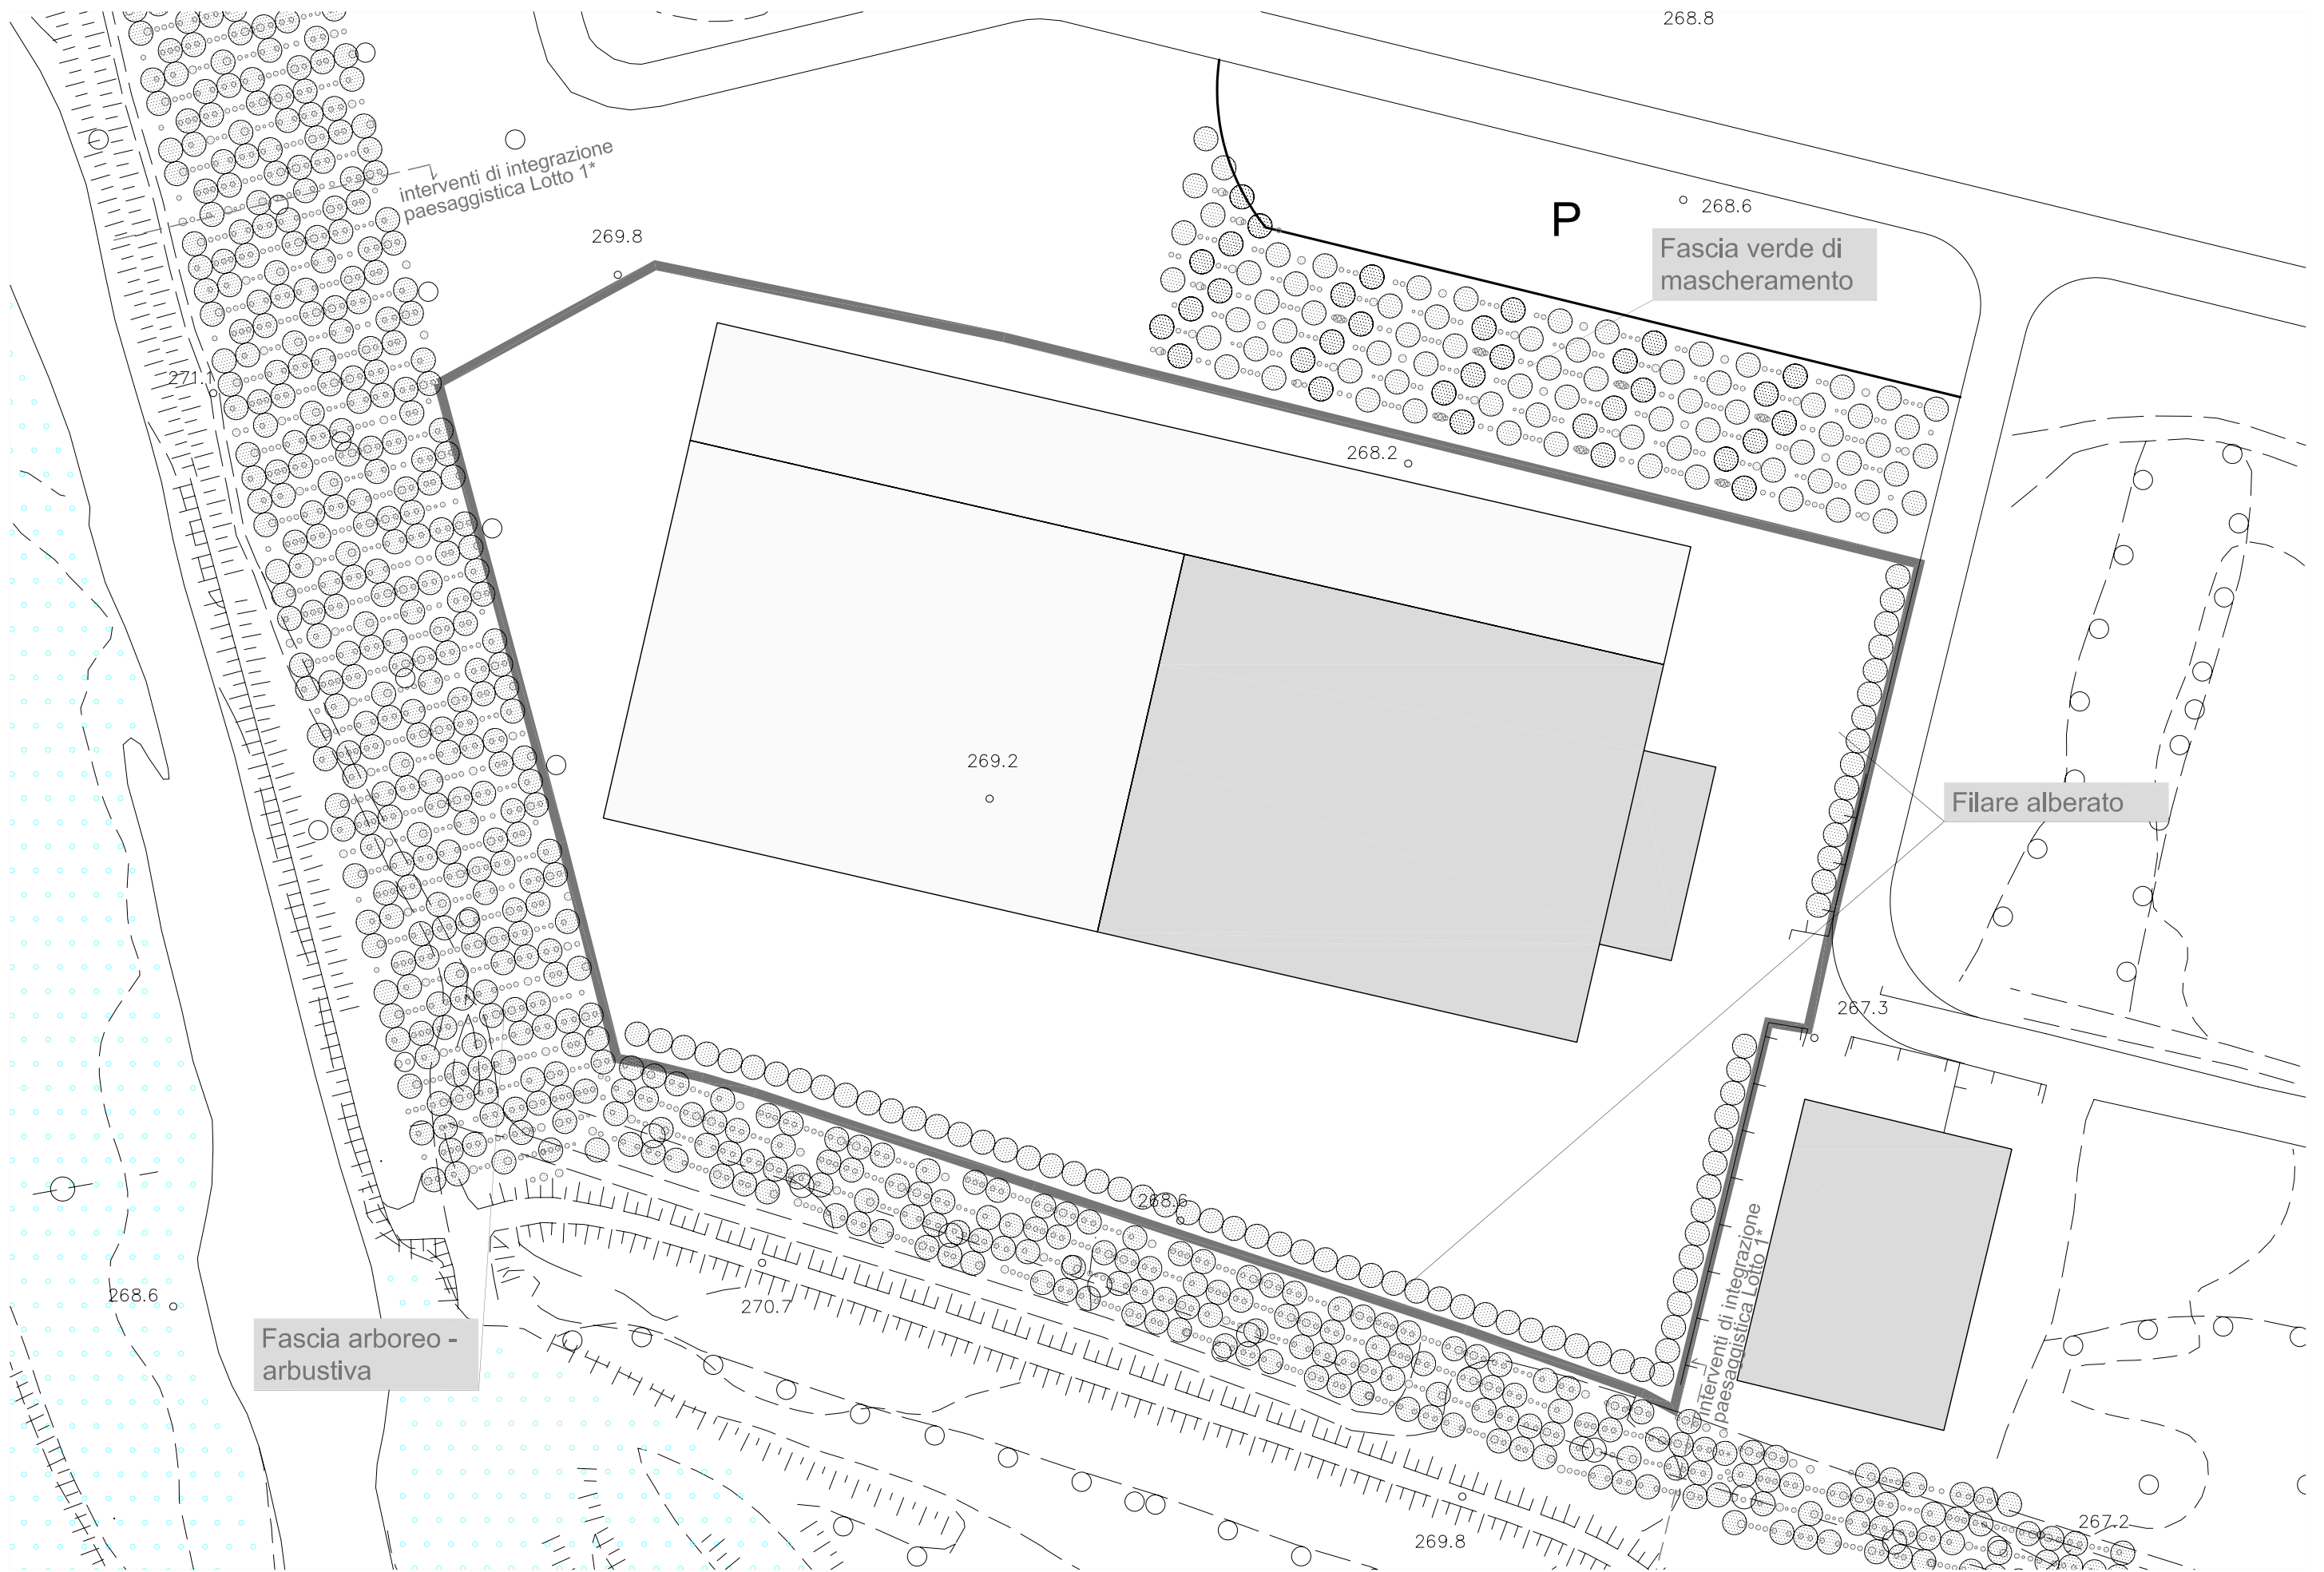 268.8
interventi di integrazione
paesaggistica Lotto 1*
P
268.6
269.8
Fascia verde di
mascheramento
271.1
268.2
269.2
Filare alberato
267.3
268.6
interventi di integrazione
paesaggistica Lotto 1*
268.6
270.7
Fascia arboreo -
arbustiva
267.2
269.8